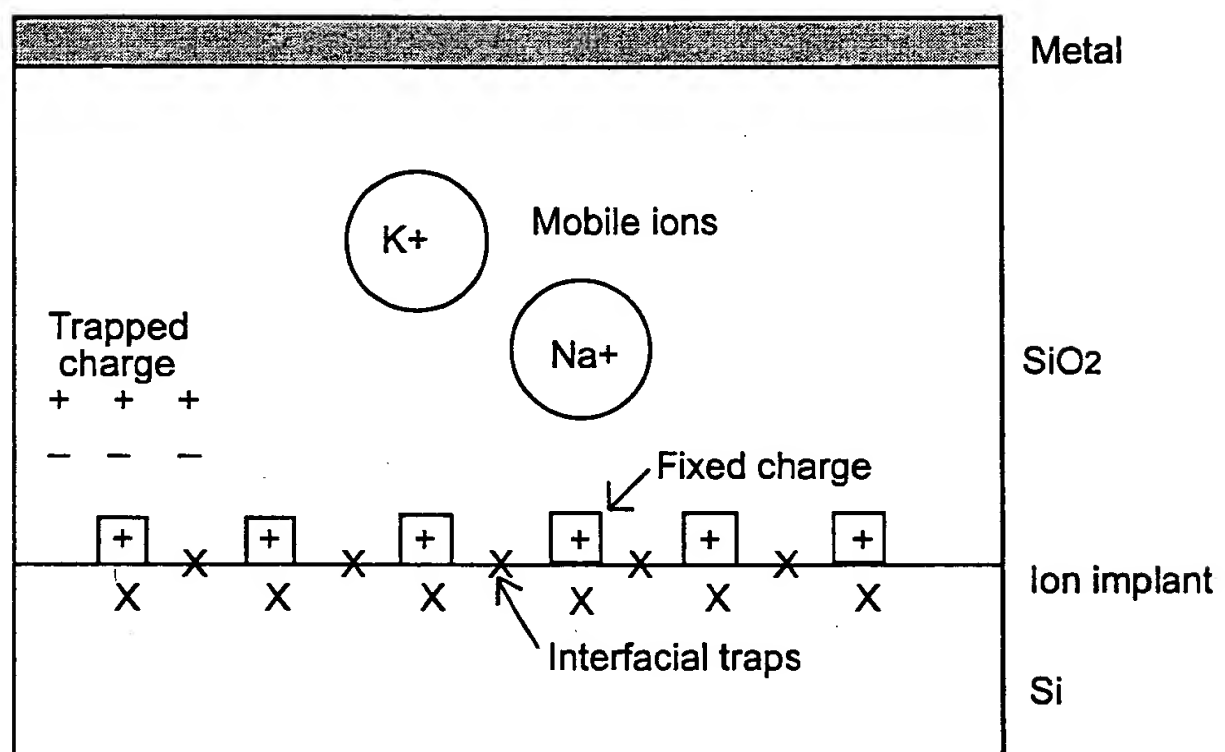 Metal
K+
Mobile ions
Na+
Trapped
charge
+ + +
– – –
SiO2
Fixed charge
+ + + + + +
X X X X X
Ion implant
X X X X X X
Interfacial traps
Si